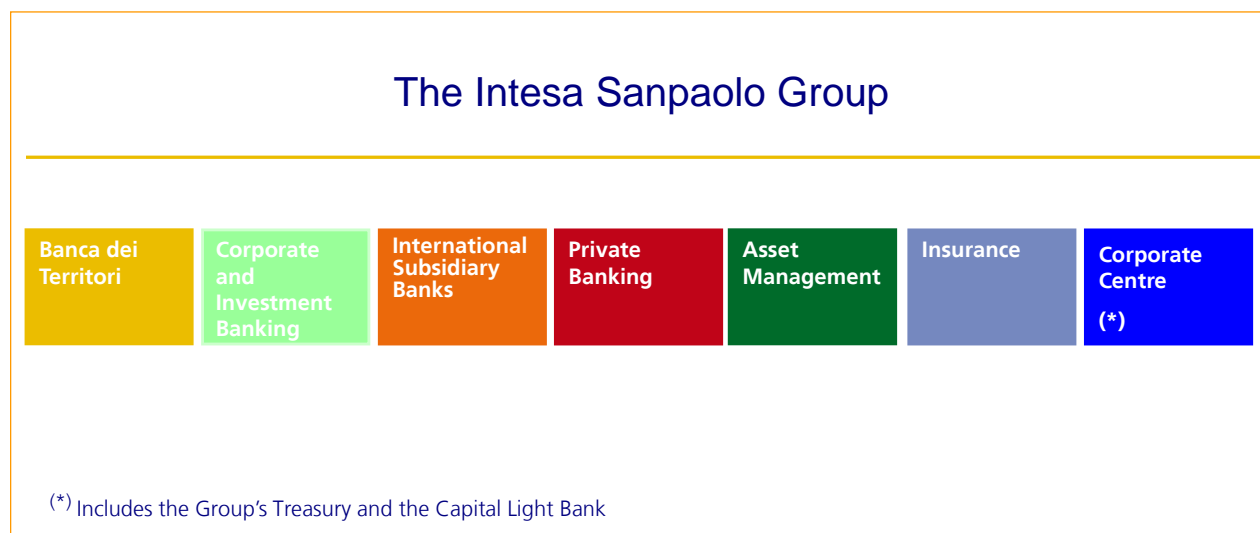 The Intesa Sanpaolo Group
Banca dei
Territori
Corporate
and
Investment
Banking
International
Subsidiary
Banks
Private
Banking
Asset
Management
Insurance
Corporate
Centre
(*)
(*) Includes the Group's Treasury and the Capital Light Bank